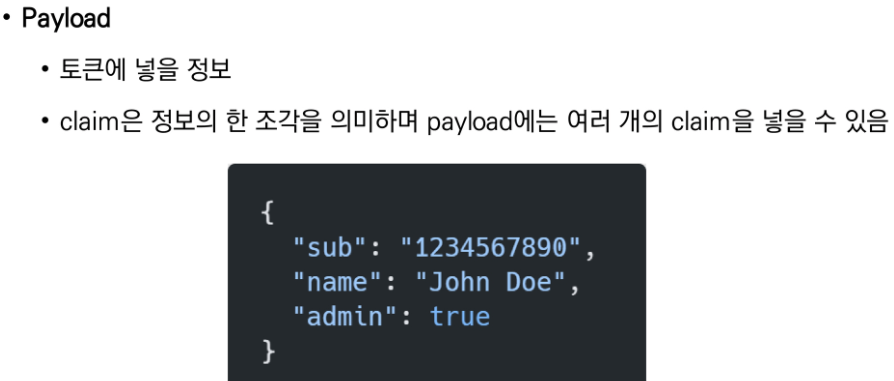 • Payload
• 토큰에 넣을 정보
• claim은 정보의 한 조각을 의미하며 payload에는 여러 개의 claim을 넣을 수 있음
{
"sub": "1234567890",
"name": "John Doe",
"admin": true
}